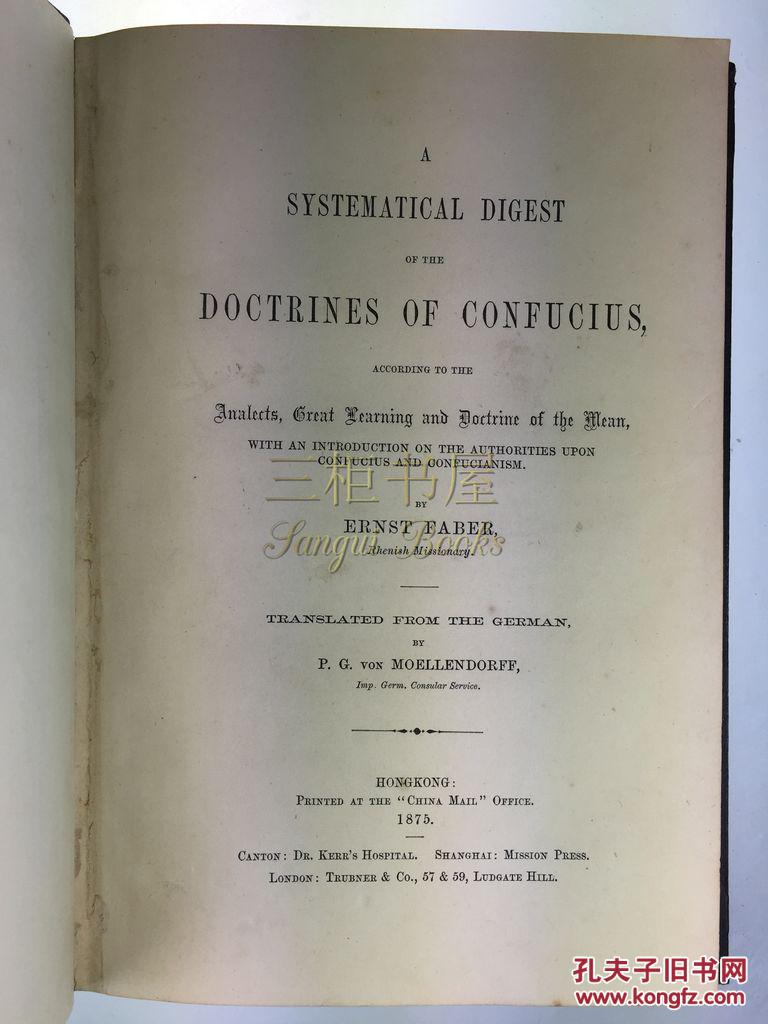 A
SYSTEMATICAL DIGEST
OF THE
DOCTRINES OF CONFUCIUS,
ACCORDING TO THE
Analects, Great Learning and Doctrine of the Mean,
WITH AN INTRODUCTION ON THE AUTHORITIES UPON
CONFUCIUS AND CONFUCIANISM.
三柜书屋
BY
ERNST FABER,
Sangui Books
Rhenish Missionary.
TRANSLATED FROM THE GERMAN,
BY
P. G. VON MOELLENDORFF,
Imp. Germ. Consular Service.
HONGKONG:
PRINTED AT THE "CHINA MAIL" OFFICE.
1875.
CANTON: DR. KERR'S HOSPITAL. SHANGHAI: MISSION PRESS.
LONDON: TRUBNER & CO., 57 & 59, LUDGATE HILL.
孔夫子旧书网
www.kongfz.com